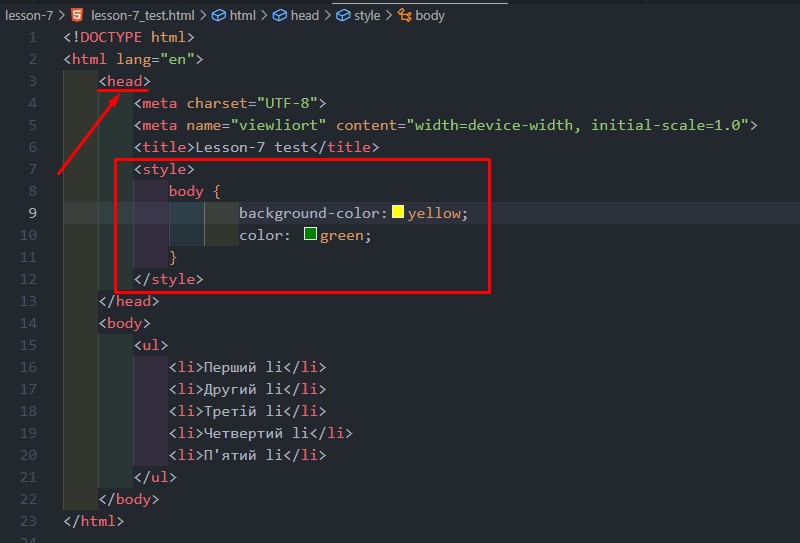 lesson-7 > lesson-7_test.html > html > head > style > body
1 <!DOCTYPE html>
2 <html lang="en">
3 <head>
4 <meta charset="UTF-8">
5 <meta name="viewliort" content="width=device-width, initial-scale=1.0">
6 <title>Lesson-7 test</title>
7 <style>
8 body {
9 background-color: yellow;
10 color: green;
11 }
12 </style>
13 </head>
14 <body>
15 <ul>
16 <li>Перший li</li>
17 <li>Другий li</li>
18 <li>Третій li</li>
19 <li>Четвертий li</li>
20 <li>П'ятий li</li>
21 </ul>
22 </body>
23 </html>
24